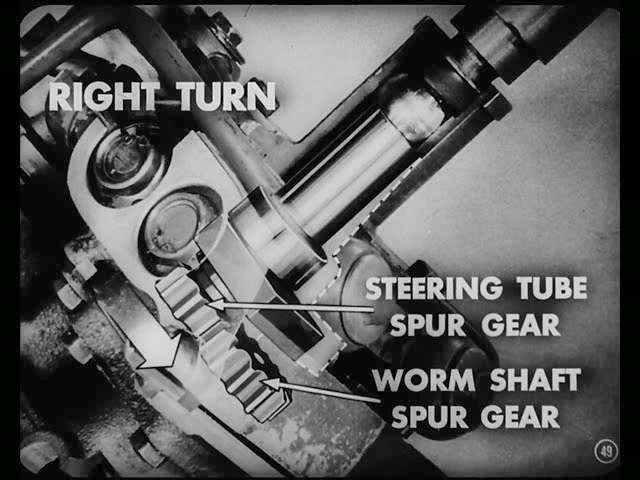 RIGHT TURN
STEERING TUBE
SPUR GEAR
WORM SHAFT
SPUR GEAR
49